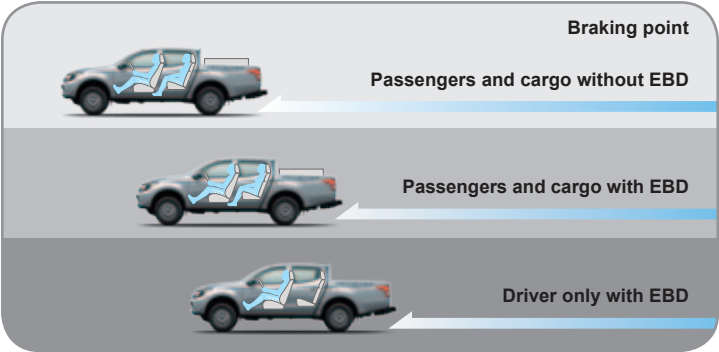 Braking point
Passengers and cargo without EBD
Passengers and cargo with EBD
Driver only with EBD